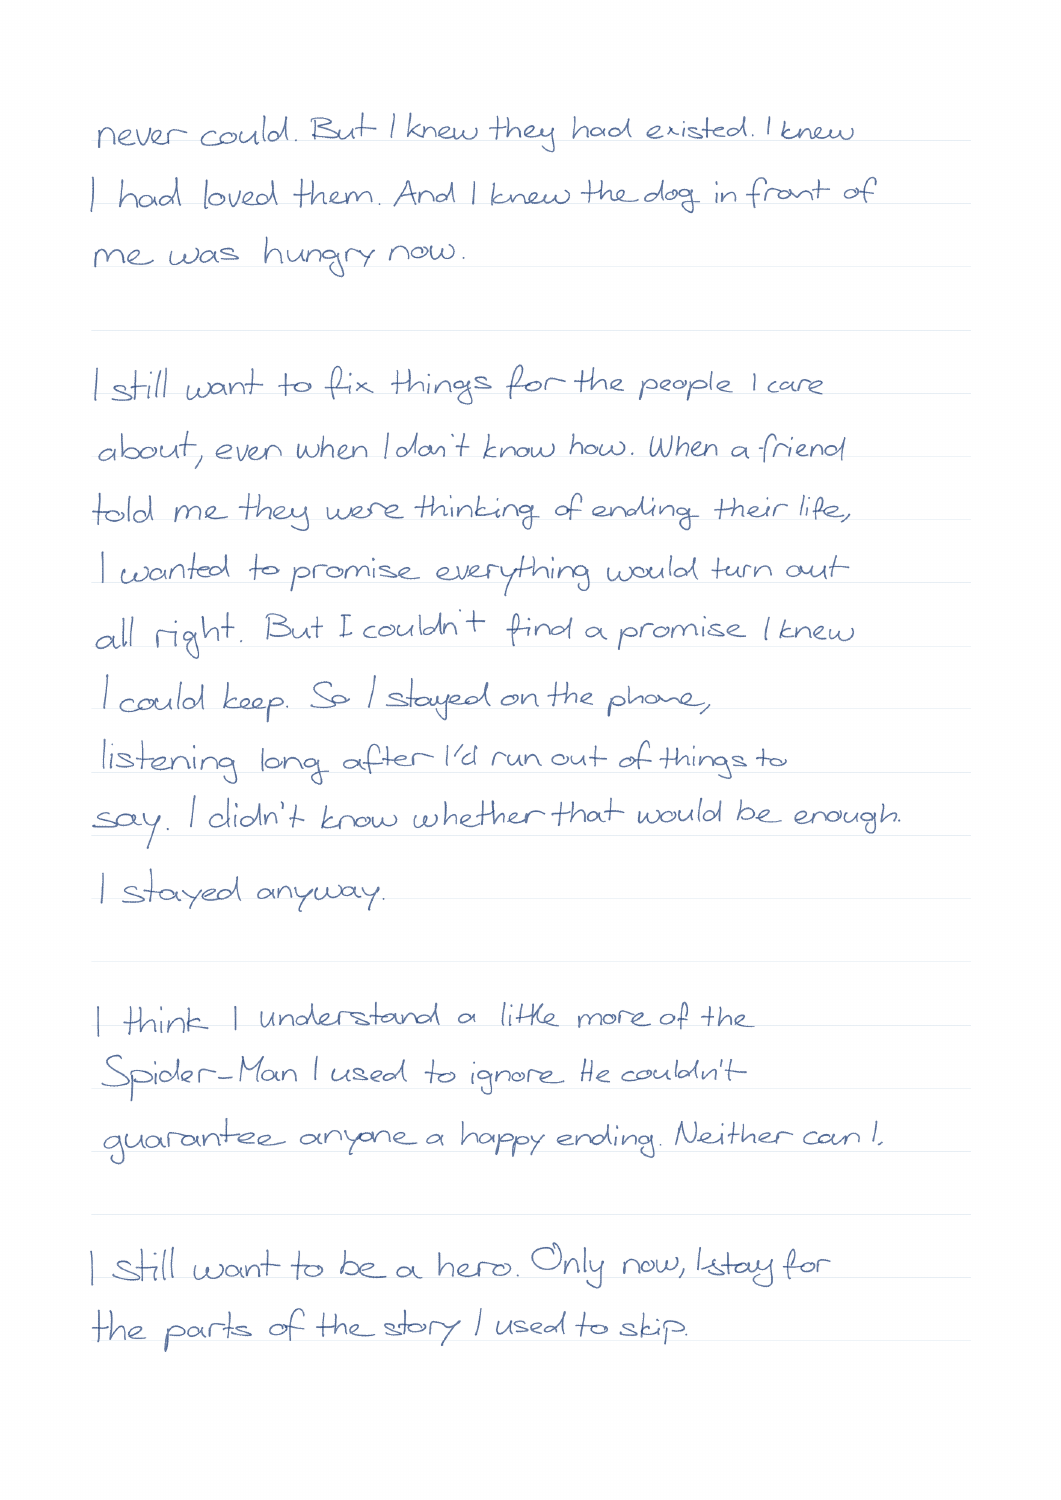 never could. But I knew they had existed. I knew
I had loved them. And I knew the dog in front of
me was hungry now.
I still want to fix things for the people I care
about, even when I don't know how. When a friend
told me they were thinking of ending their life,
I wanted to promise everything would turn out
all right. But I couldn't find a promise I knew
I could keep. So I stayed on the phone,
listening long after I'd run out of things to
say. I didn't know whether that would be enough.
I stayed anyway.
I think I understand a little more of the
Spider-Man I used to ignore. He couldn't
guarantee anyone a happy ending. Neither can I.
I still want to be a hero. Only now, I stay for
the parts of the story I used to skip.